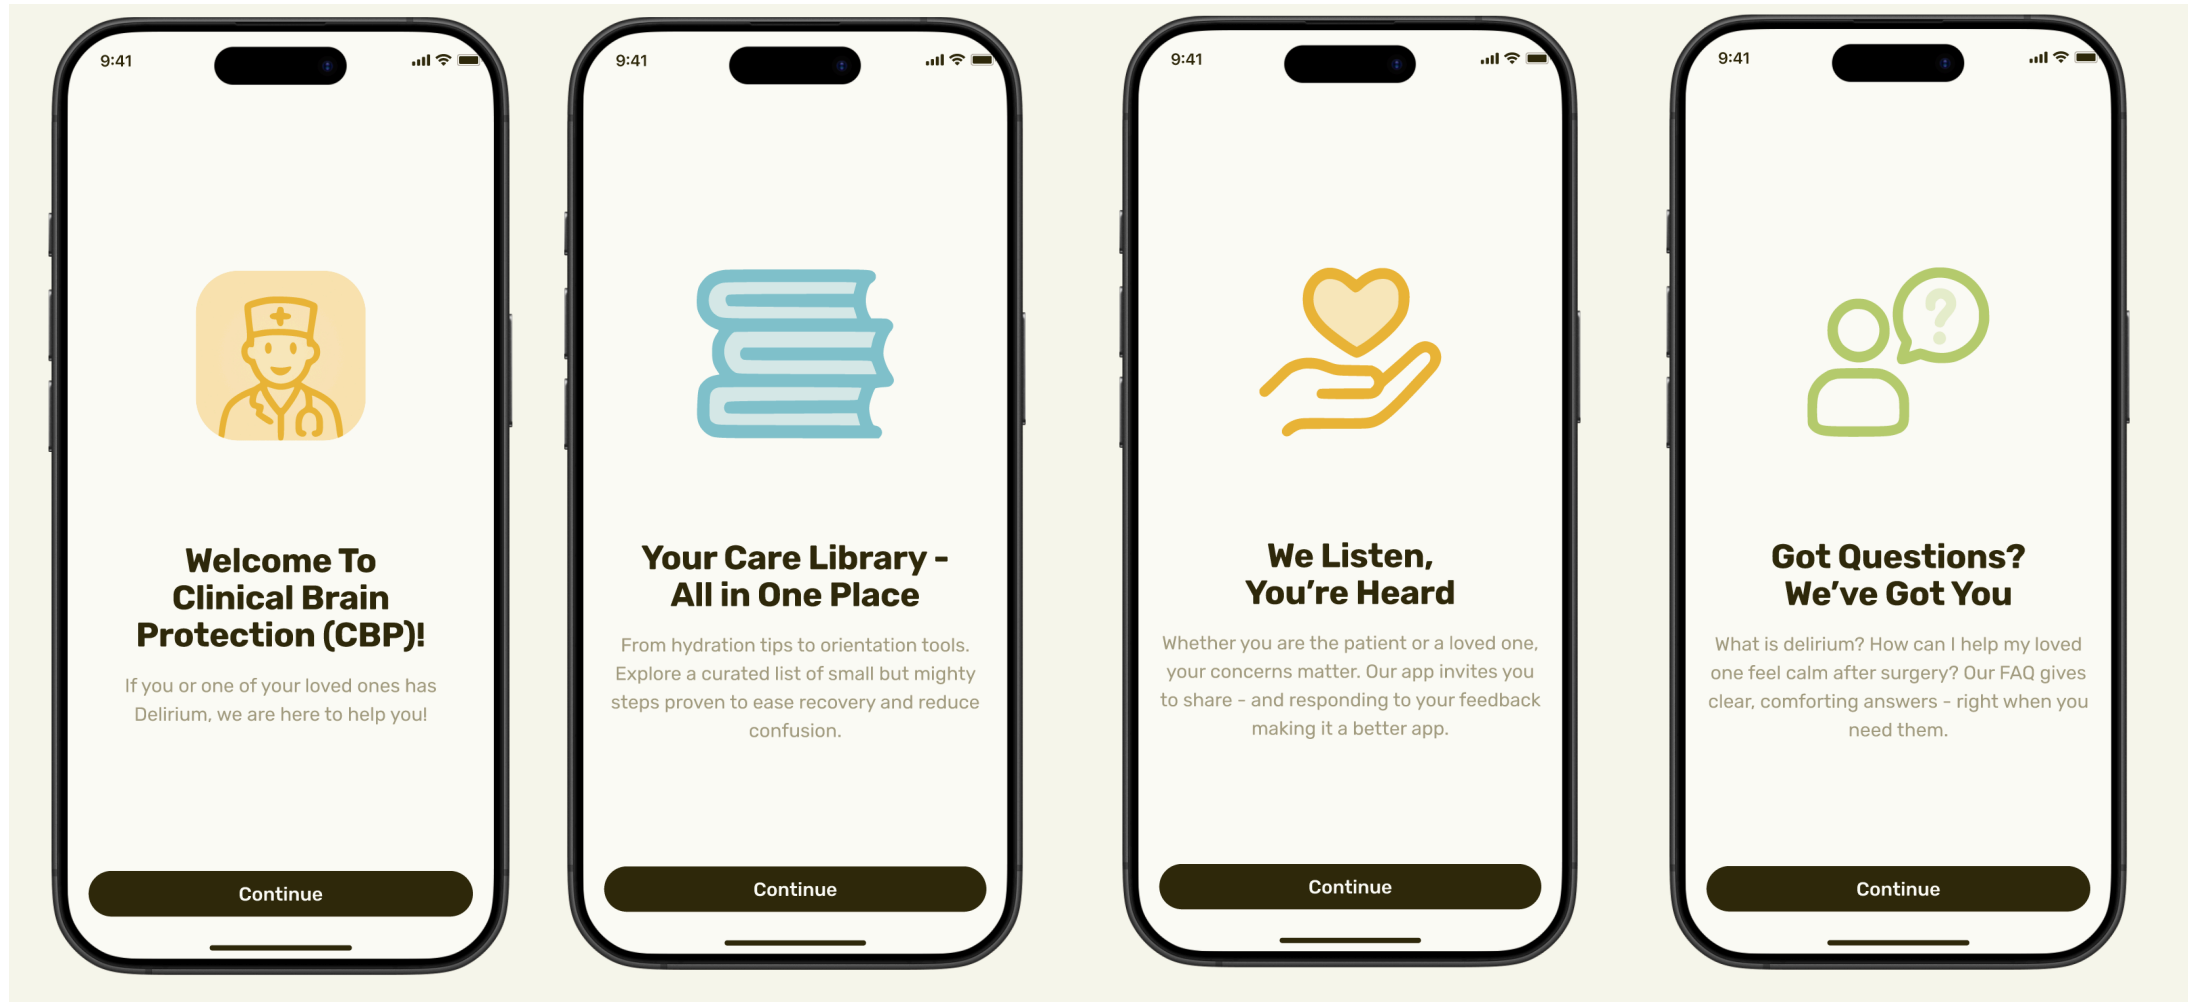 9:41
Welcome To
Clinical Brain
Protection (CBP)!
If you or one of your loved ones has
Delirium, we are here to help you!
Continue
9:41
Your Care Library -
All in One Place
From hydration tips to orientation tools.
Explore a curated list of small but mighty
steps proven to ease recovery and reduce
confusion.
Continue
9:41
We Listen,
You're Heard
Whether you are the patient or a loved one,
your concerns matter. Our app invites you
to share - and responding to your feedback
making it a better app.
Continue
9:41
?
Got Questions?
We've Got You
What is delirium? How can I help my loved
one feel calm after surgery? Our FAQ gives
clear, comforting answers - right when you
need them.
Continue